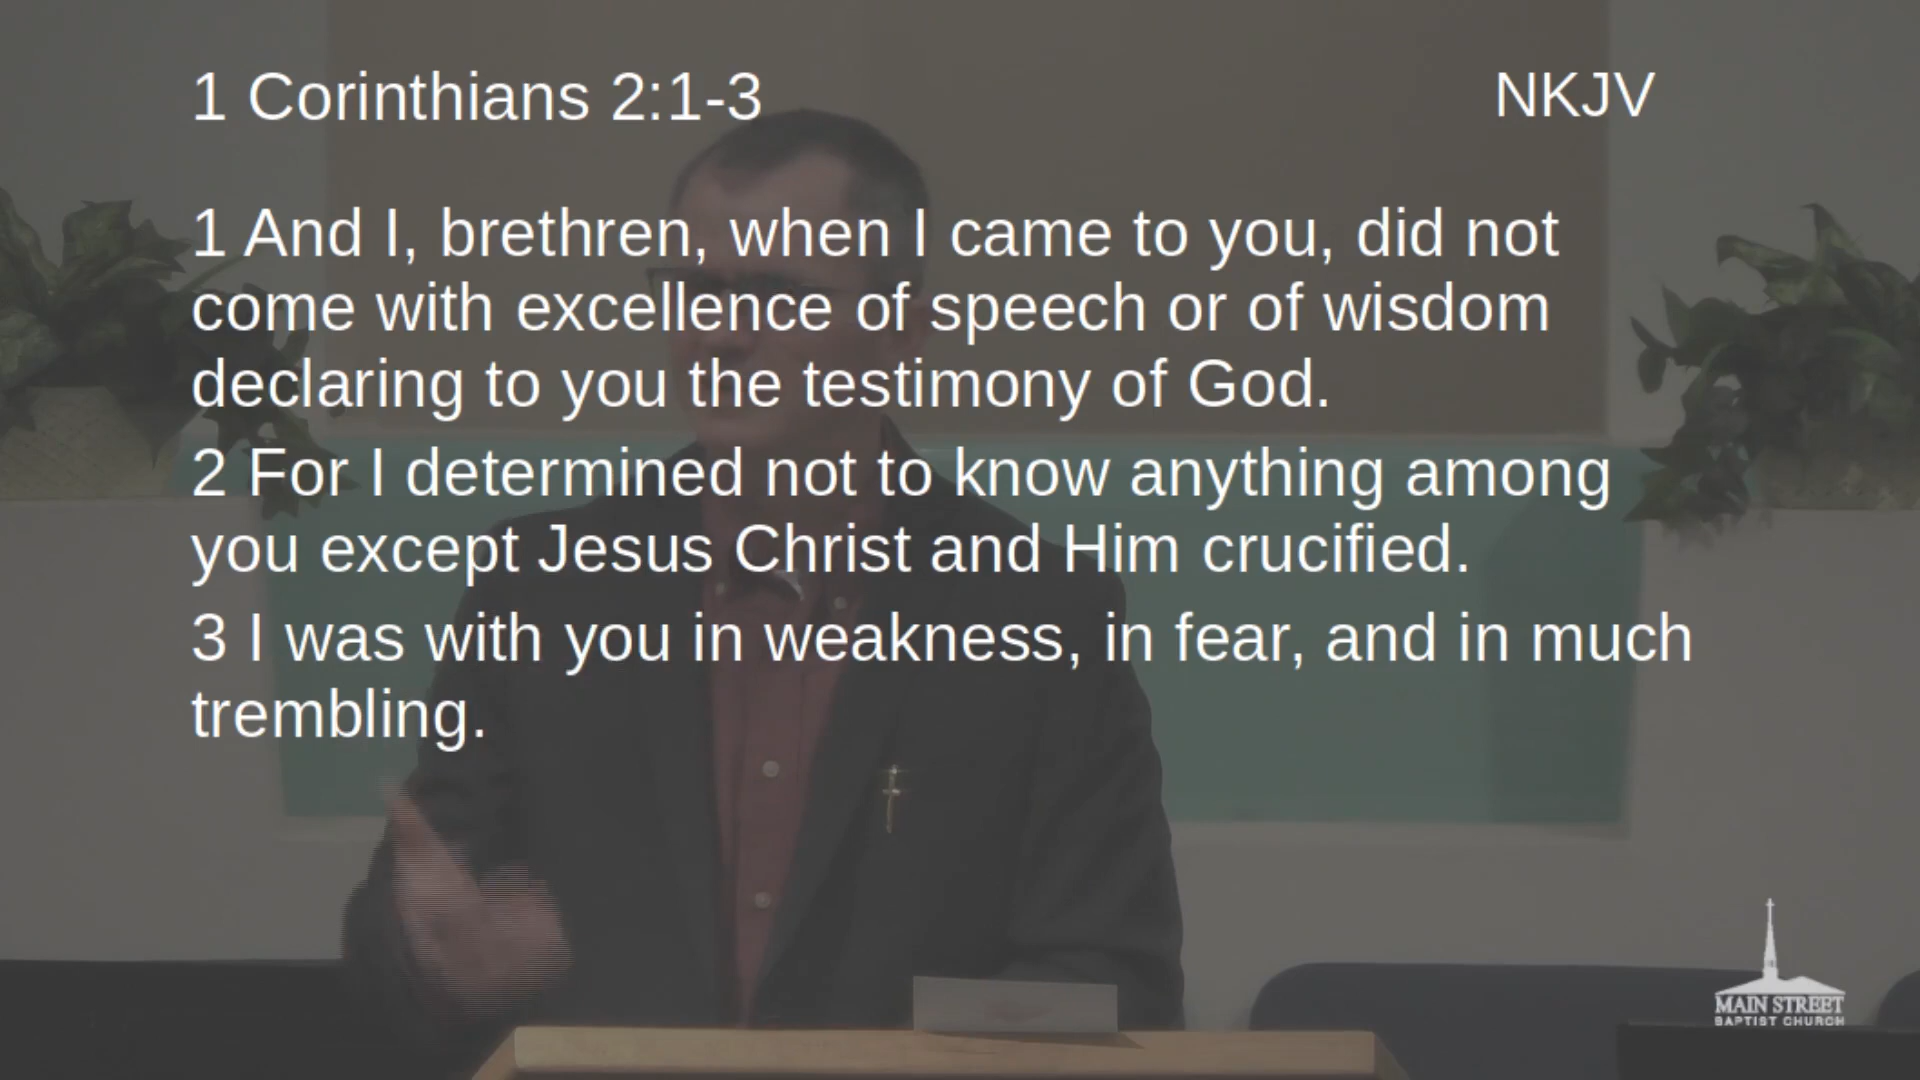 1 Corinthians 2:1-3 NKJV
1 And I, brethren, when I came to you, did not
come with excellence of speech or of wisdom
declaring to you the testimony of God.
2 For I determined not to know anything among
you except Jesus Christ and Him crucified.
3 I was with you in weakness, in fear, and in much
trembling.
MAIN STREET
BAPTIST CHURCH